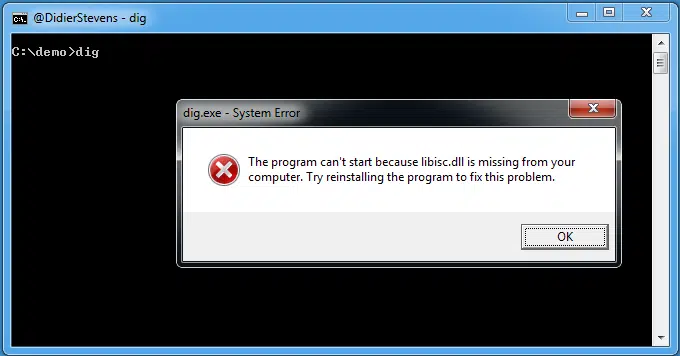 @DidierStevens - dig
C:\demo>dig
dig.exe - System Error
The program can't start because libisc.dll is missing from your
computer. Try reinstalling the program to fix this problem.
OK